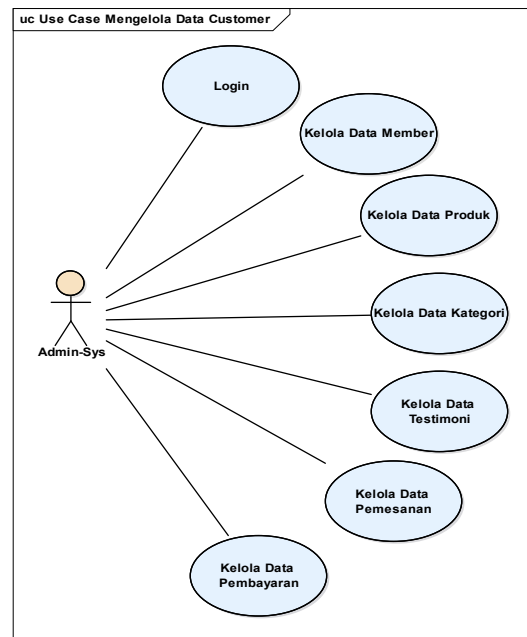 uc Use Case Mengelola Data Customer
Login
Kelola Data Member
Kelola Data Produk
Kelola Data Kategori
Admin-Sys
Kelola Data
Testimoni
Kelola Data
Pemesanan
Kelola Data
Pembayaran